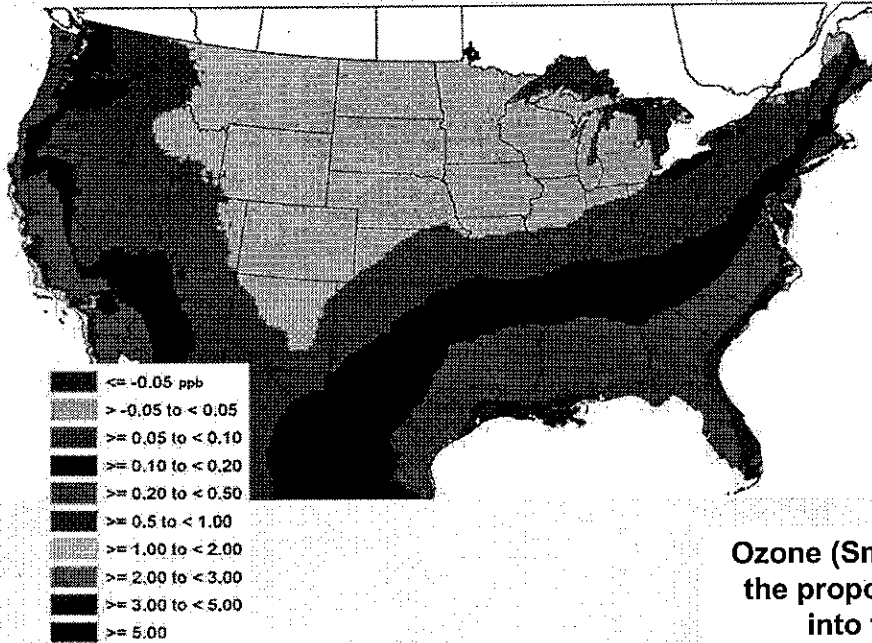 <= -0.05 ppb
> -0.05 to < 0.05
>= 0.05 to < 0.10
>= 0.10 to < 0.20
>= 0.20 to < 0.50
>= 0.5 to < 1.00
>= 1.00 to < 2.00
>= 2.00 to < 3.00
>= 3.00 to < 5.00
>= 5.00
Ozone (Sm
the propo
into